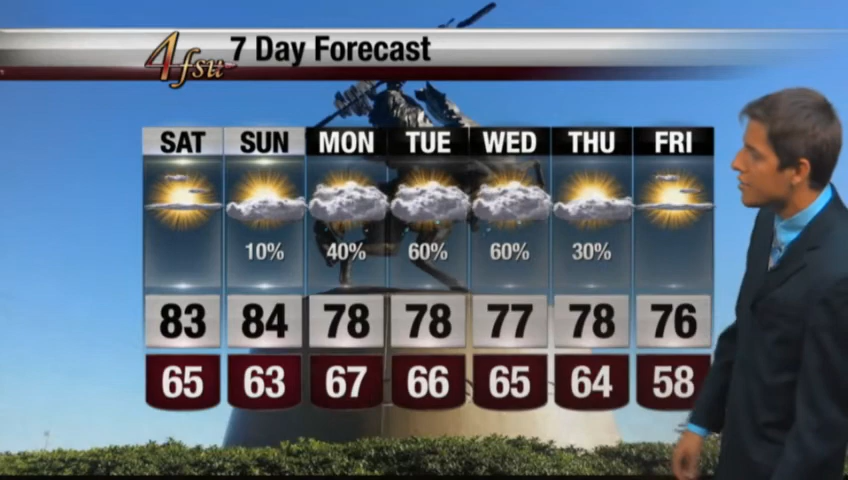 4fsu 7 Day Forecast
SAT SUN MON TUE WED THU FRI
10% 40% 60% 60% 30%
83 84 78 78 77 78 76
65 63 67 66 65 64 58